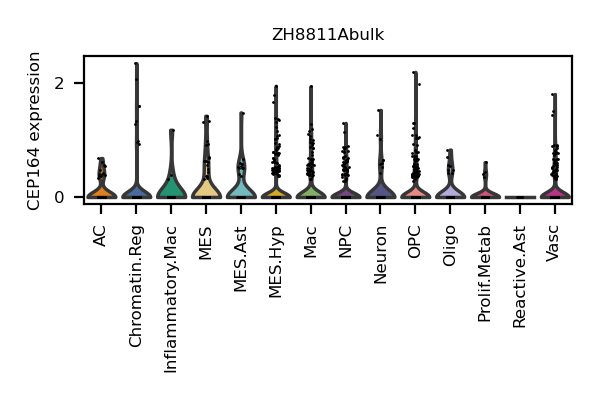 ZH8811Abulk
CEP164 expression
2
0
AC
Chromatin.Reg
Inflammatory.Mac
MES
MES.Ast
MES.Hyp
Mac
NPC
Neuron
OPC
Oligo
Prolif.Metab
Reactive.Ast
Vasc